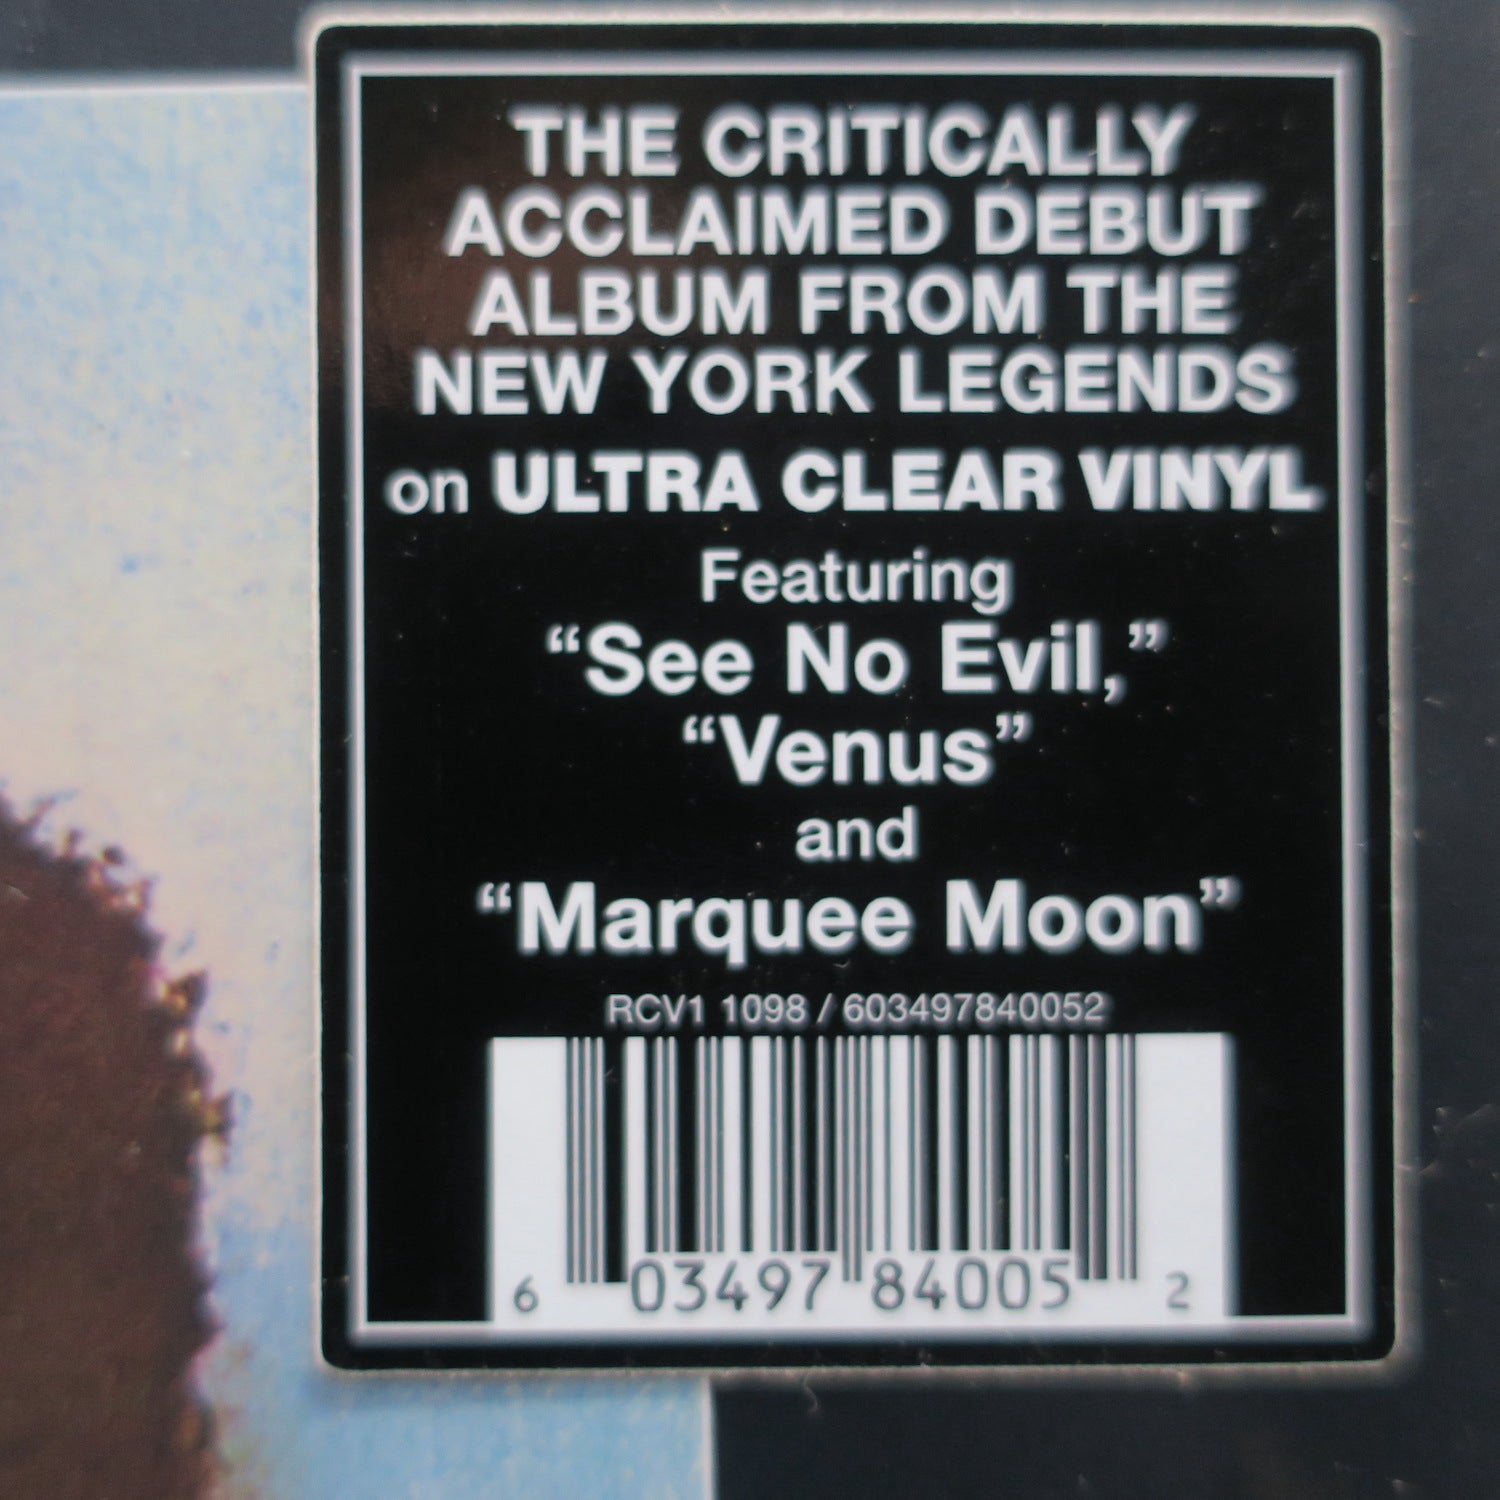 THE CRITICALLY
ACCLAIMED DEBUT
ALBUM FROM THE
NEW YORK LEGENDS
on ULTRA CLEAR VINYL
Featuring
“See No Evil,”
“Venus”
and
“Marquee Moon”
RCV1 1098 / 603497840052
6 03497 84005 2